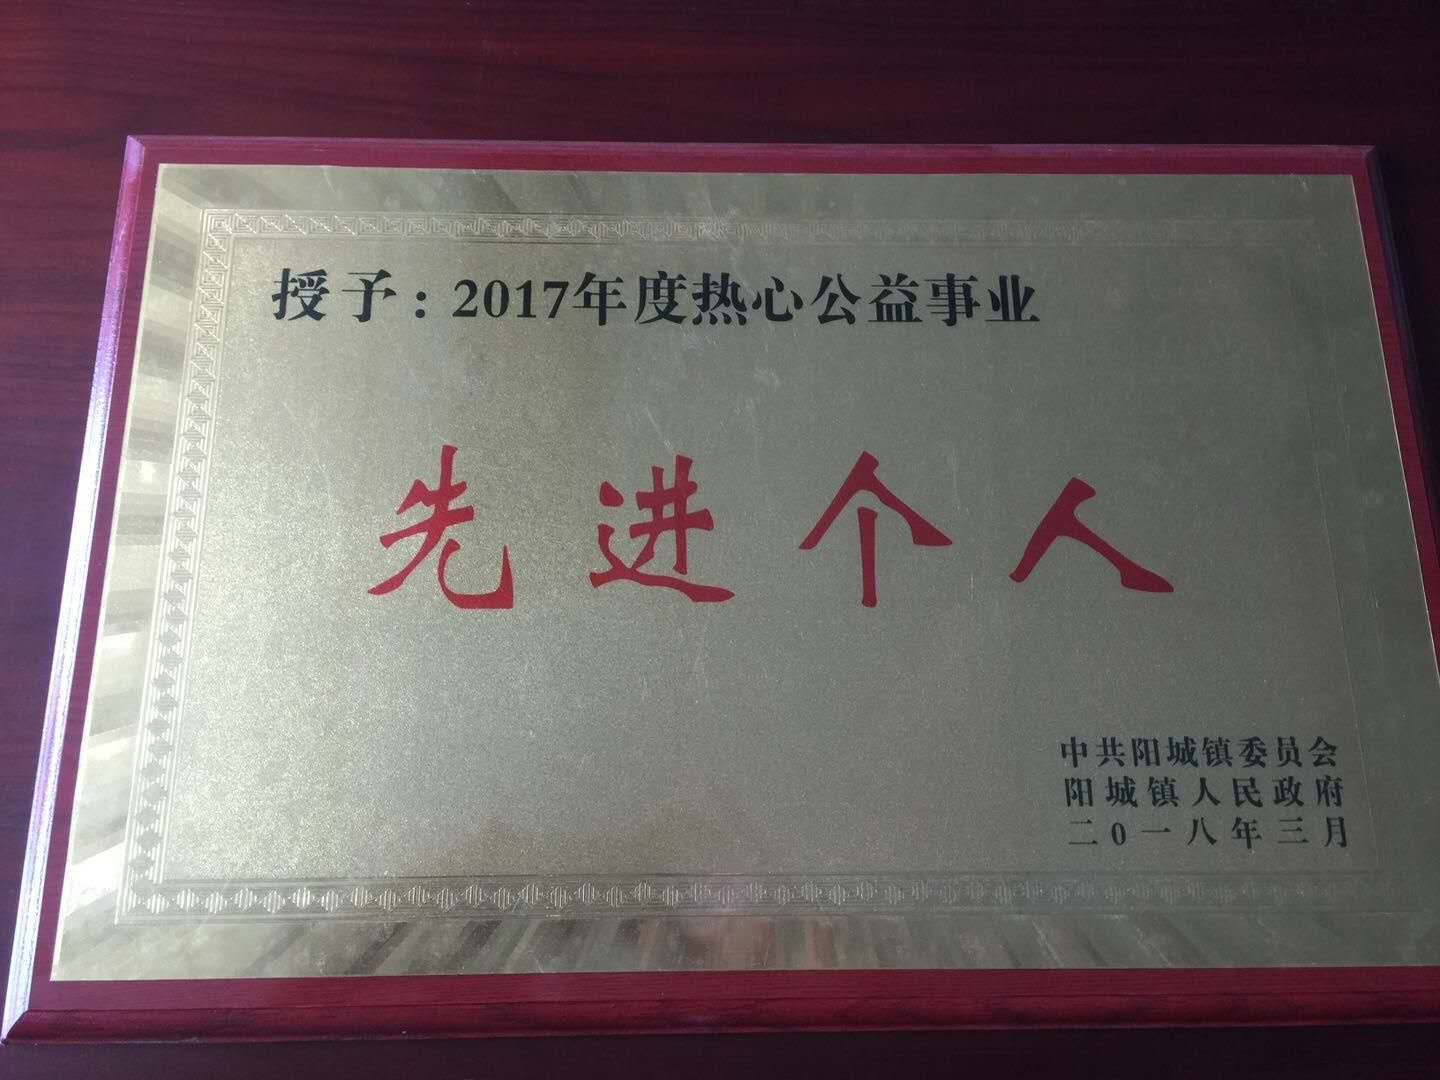 授予:2017年度热心公益事业
先进个人
中共阳城镇委员会
阳城镇人民政府
二0一八年三月